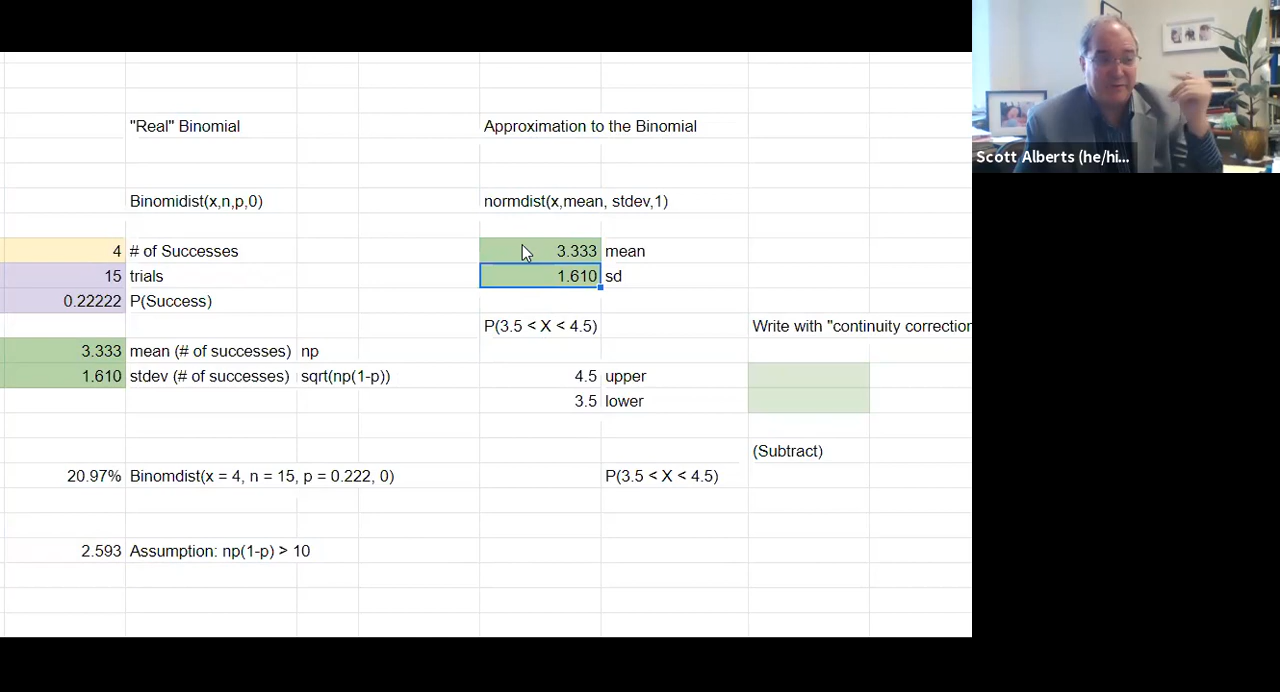 "Real" Binomial
Approximation to the Binomial
Binomidist(x,n,p,0)
normdist(x,mean, stdev,1)
4 # of Successes
3.333 mean
15 trials
1.610 sd
0.22222 P(Success)
P(3.5 < X < 4.5)
Write with "continuity correction
3.333 mean (# of successes) np
1.610 stdev (# of successes) sqrt(np(1-p))
4.5 upper
3.5 lower
(Subtract)
20.97% Binomdist(x = 4, n = 15, p = 0.222, 0)
P(3.5 < X < 4.5)
2.593 Assumption: np(1-p) > 10
Scott Alberts (he/hi...